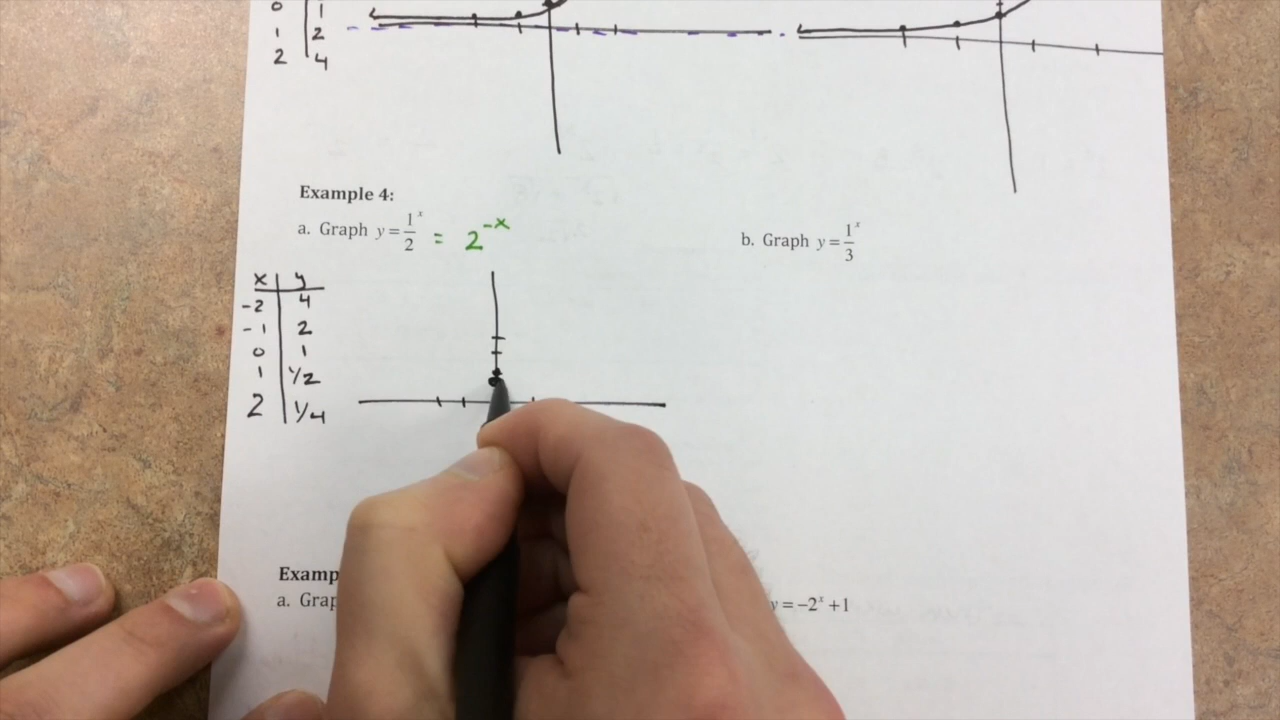 0 | 1
1 | 2
2 | 4
Example 4:
a. Graph y = 1/2^x = 2^-x
b. Graph y = 1/3^x
x | y
-2 | 4
-1 | 2
0 | 1
1 | 1/2
2 | 1/4
Examp
a. Grap
y = -2^x + 1